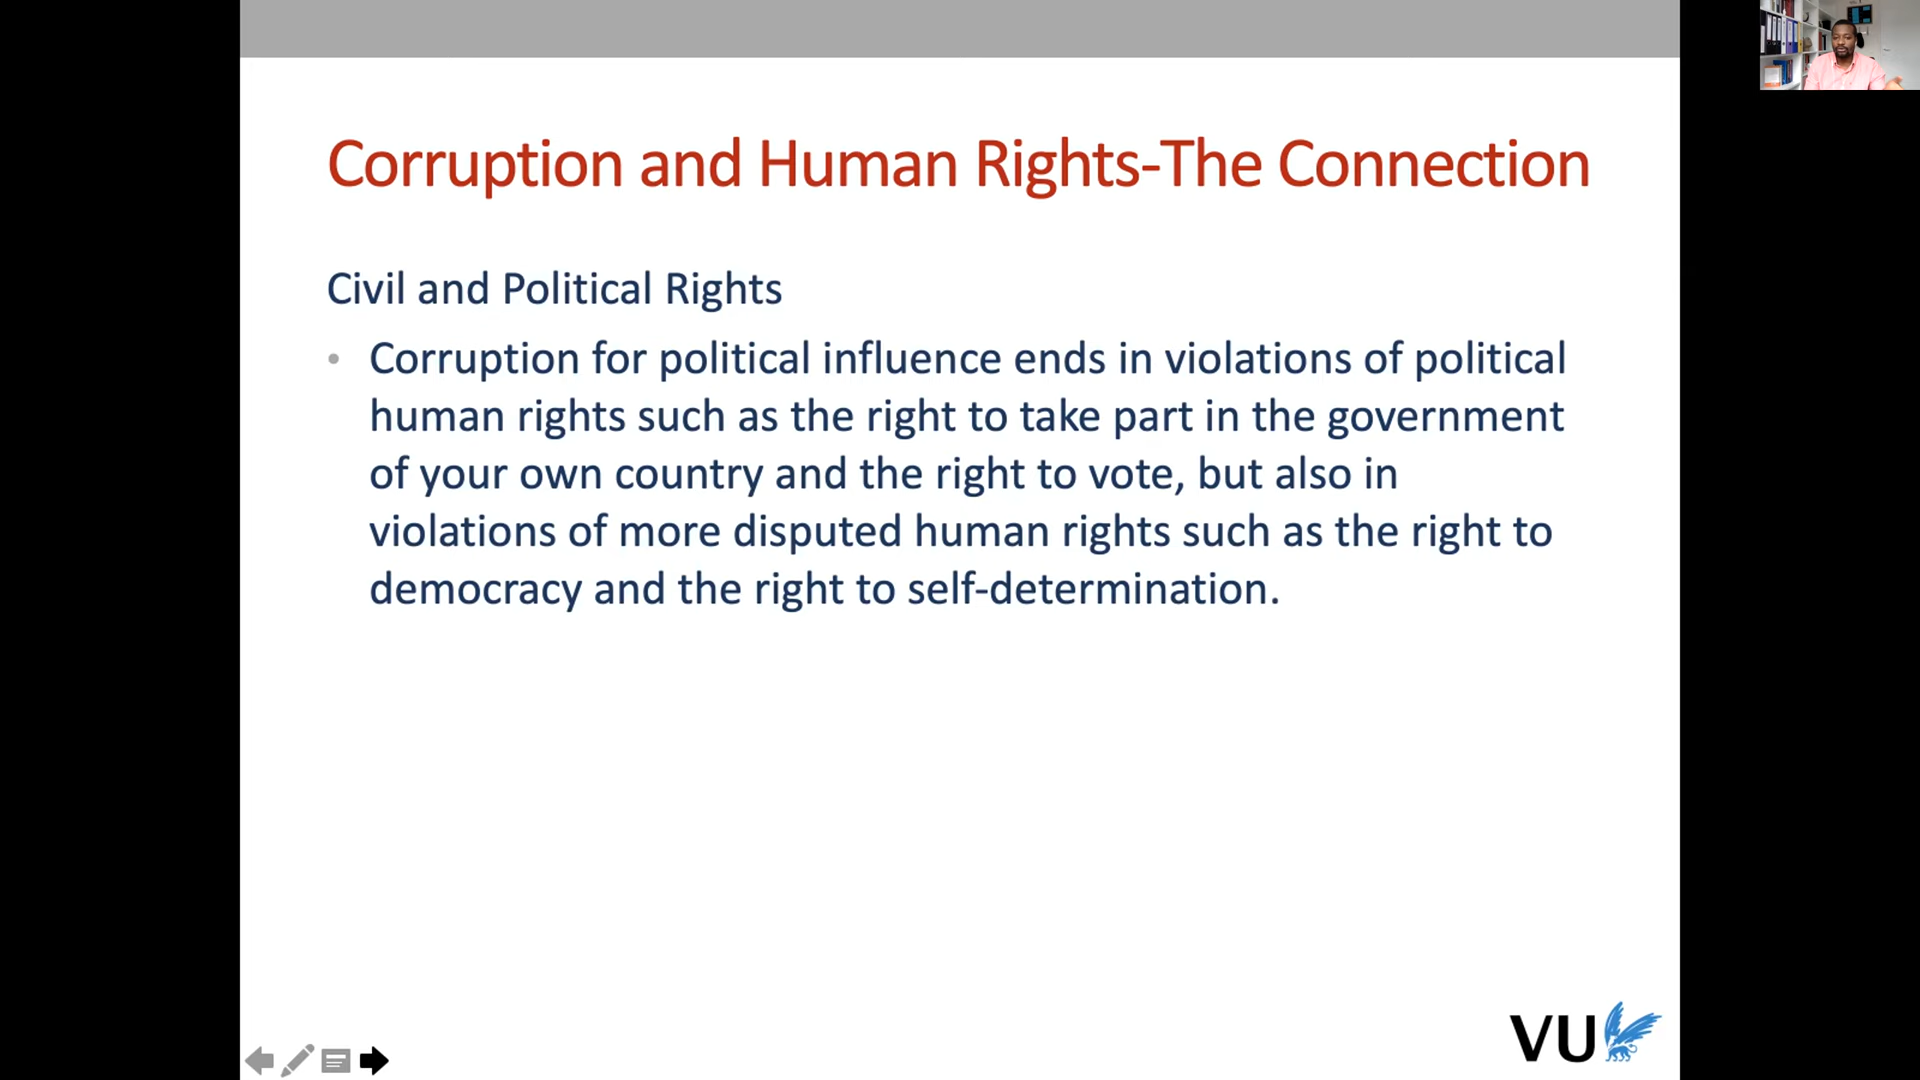 Corruption and Human Rights-The Connection
Civil and Political Rights
• Corruption for political influence ends in violations of political
human rights such as the right to take part in the government
of your own country and the right to vote, but also in
violations of more disputed human rights such as the right to
democracy and the right to self-determination.
VU